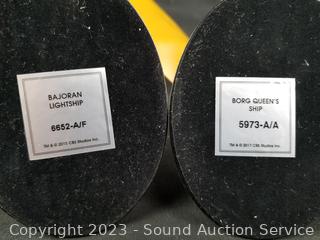 BAJORAN
LIGHTSHIP
6652-A/F
TM & © 2015 CBS Studios Inc.
BORG QUEEN'S
SHIP
5973-A/A
TM & © 2017 CBS Studios Inc.
Copyright © 2023 - Sound Auction Service